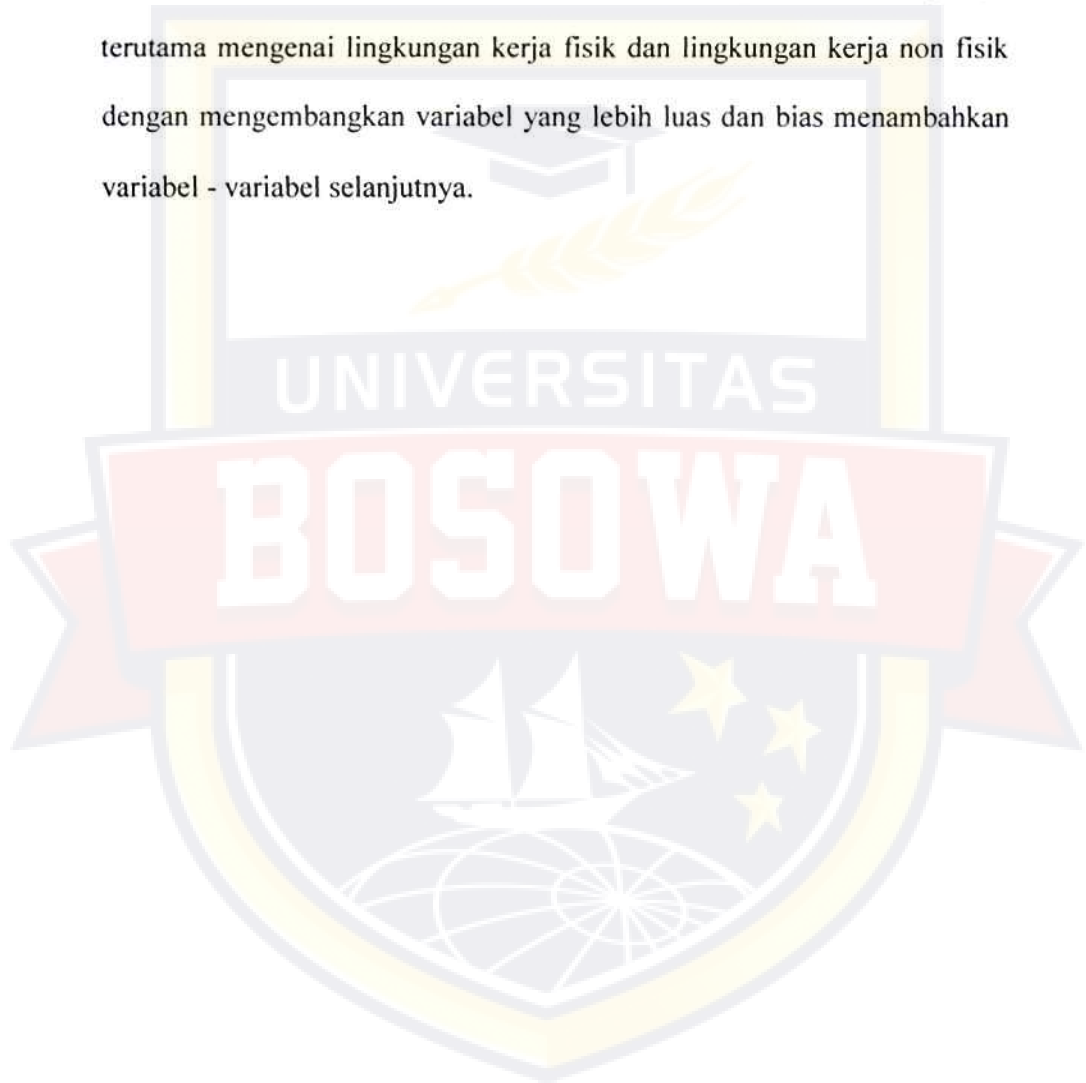 terutama mengenai lingkungan kerja fisik dan lingkungan kerja non fisik
dengan mengembangkan variabel yang lebih luas dan bias menambahkan
variabel - variabel selanjutnya.
UNIVERSITAS
BOSOWA